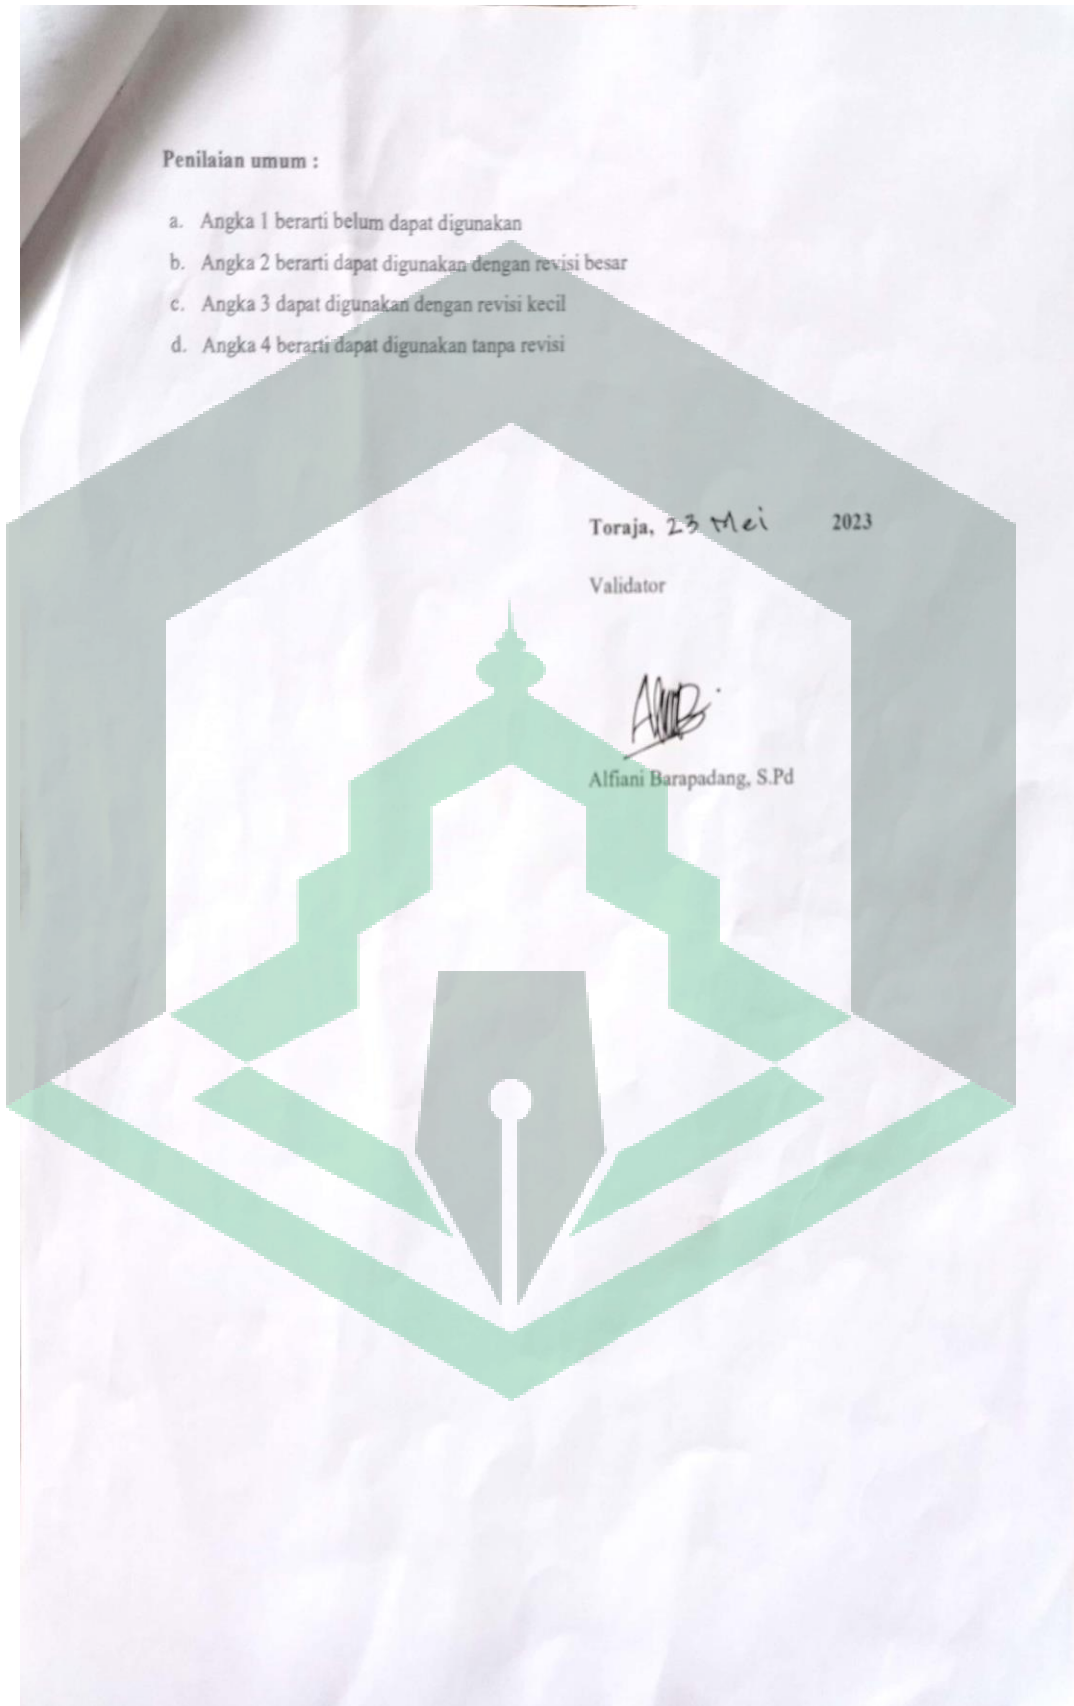 Penilaian umum :
a. Angka 1 berarti belum dapat digunakan
b. Angka 2 berarti dapat digunakan dengan revisi besar
c. Angka 3 dapat digunakan dengan revisi kecil
d. Angka 4 berarti dapat digunakan tanpa revisi
Toraja, 23 Mei 2023
Validator
Alfiani Barapadang, S.Pd